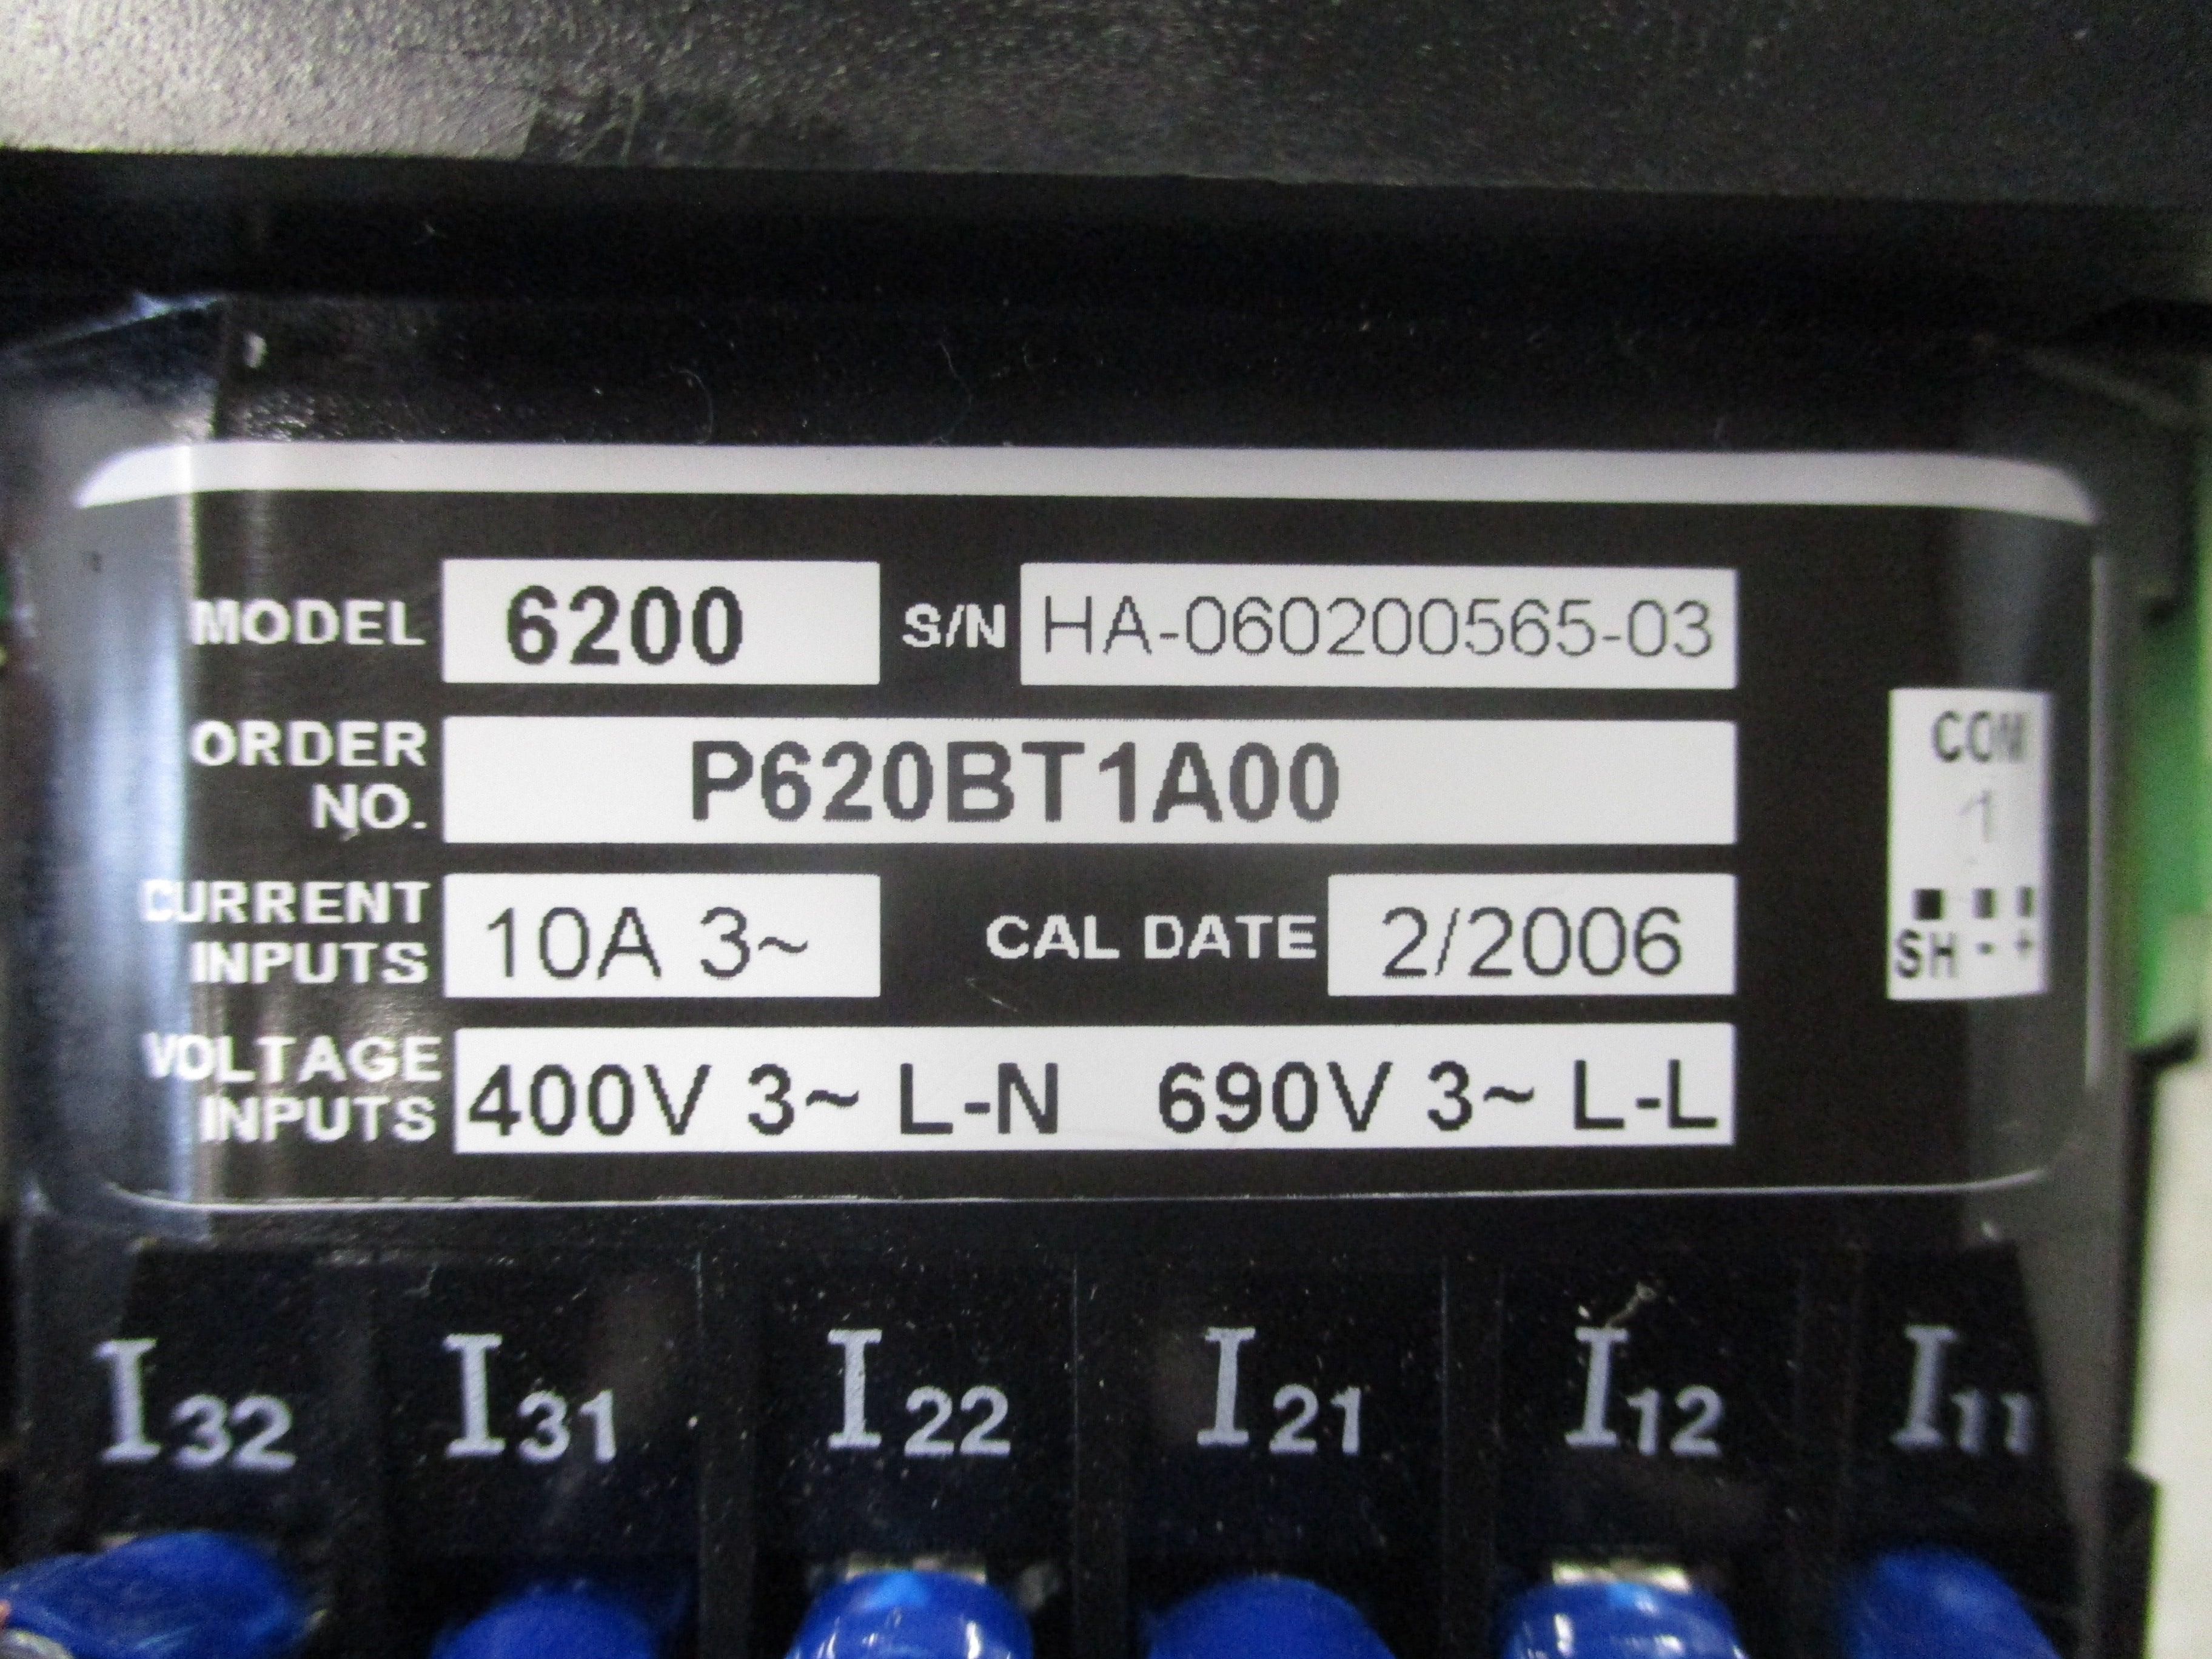 MODEL 6200 S/N HA-060200565-03
ORDER NO. P620BT1A00
CURRENT INPUTS 10A 3~ CAL DATE 2/2006
VOLTAGE INPUTS 400V 3~ L-N 690V 3~ L-L
COM
1
SH - +
I32 I31 I22 I21 I12 I11